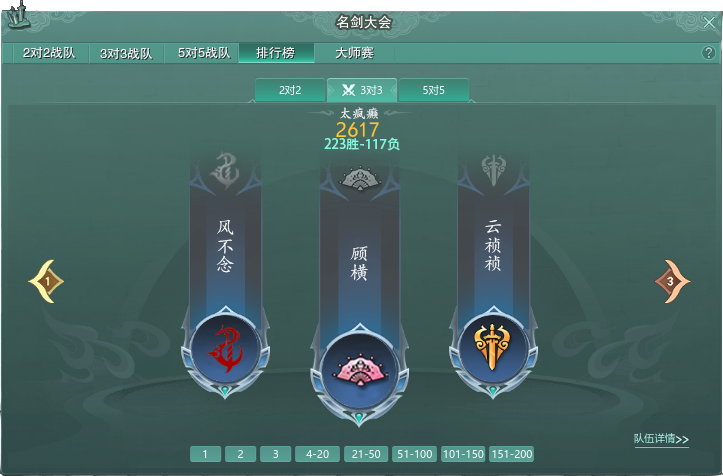 名剑大会
2对2战队 3对3战队 5对5战队 排行榜 大师赛 ?
2对2 3对3 5对5
太疯癫
2617
223胜-117负
风不念
顾横
云祯祯
1
3
队伍详情>>
1 2 3 4-20 21-50 51-100 101-150 151-200